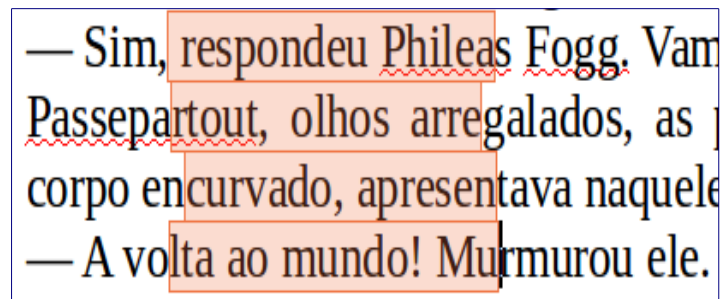 — Sim, respondeu Phileas Fogg. Vam
Passepartout, olhos arregalados, as p
corpo encurvado, apresentava naquele
— A volta ao mundo! Murmurou ele.